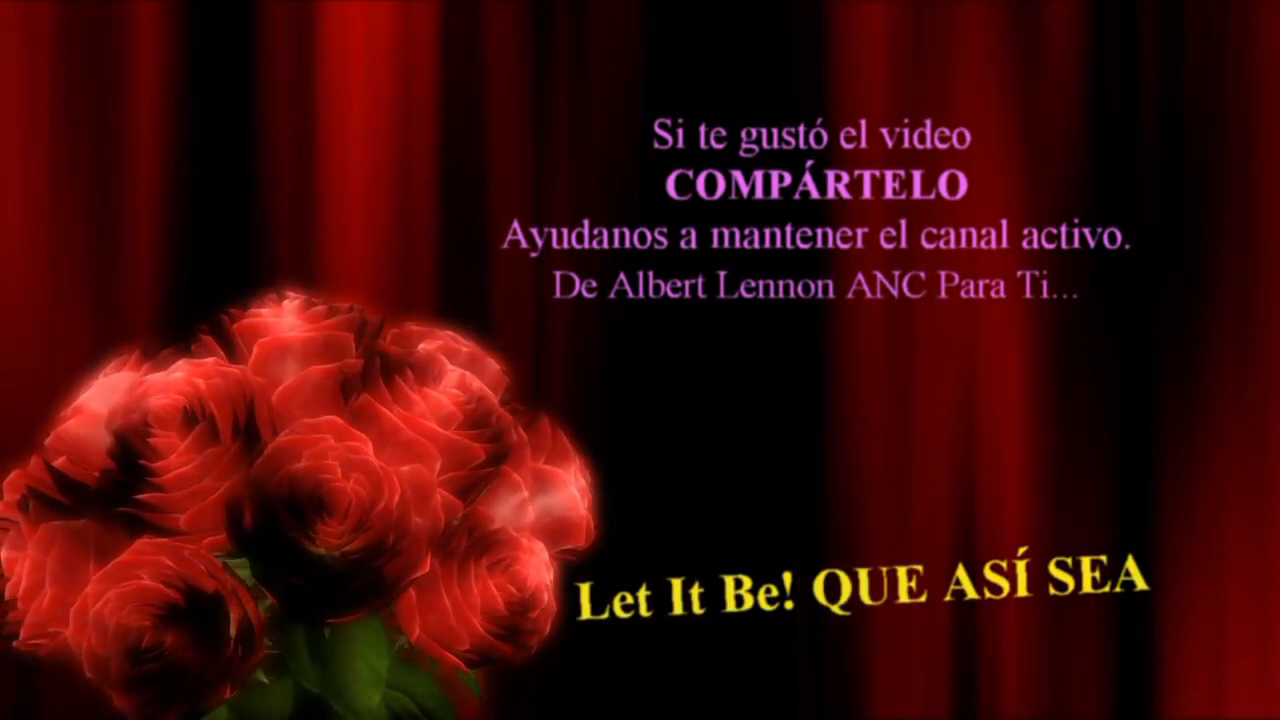 Si te gustó el video
COMPÁRTELO
Ayudanos a mantener el canal activo.
De Albert Lennon ANC Para Ti...
Let It Be! QUE ASÍ SEA